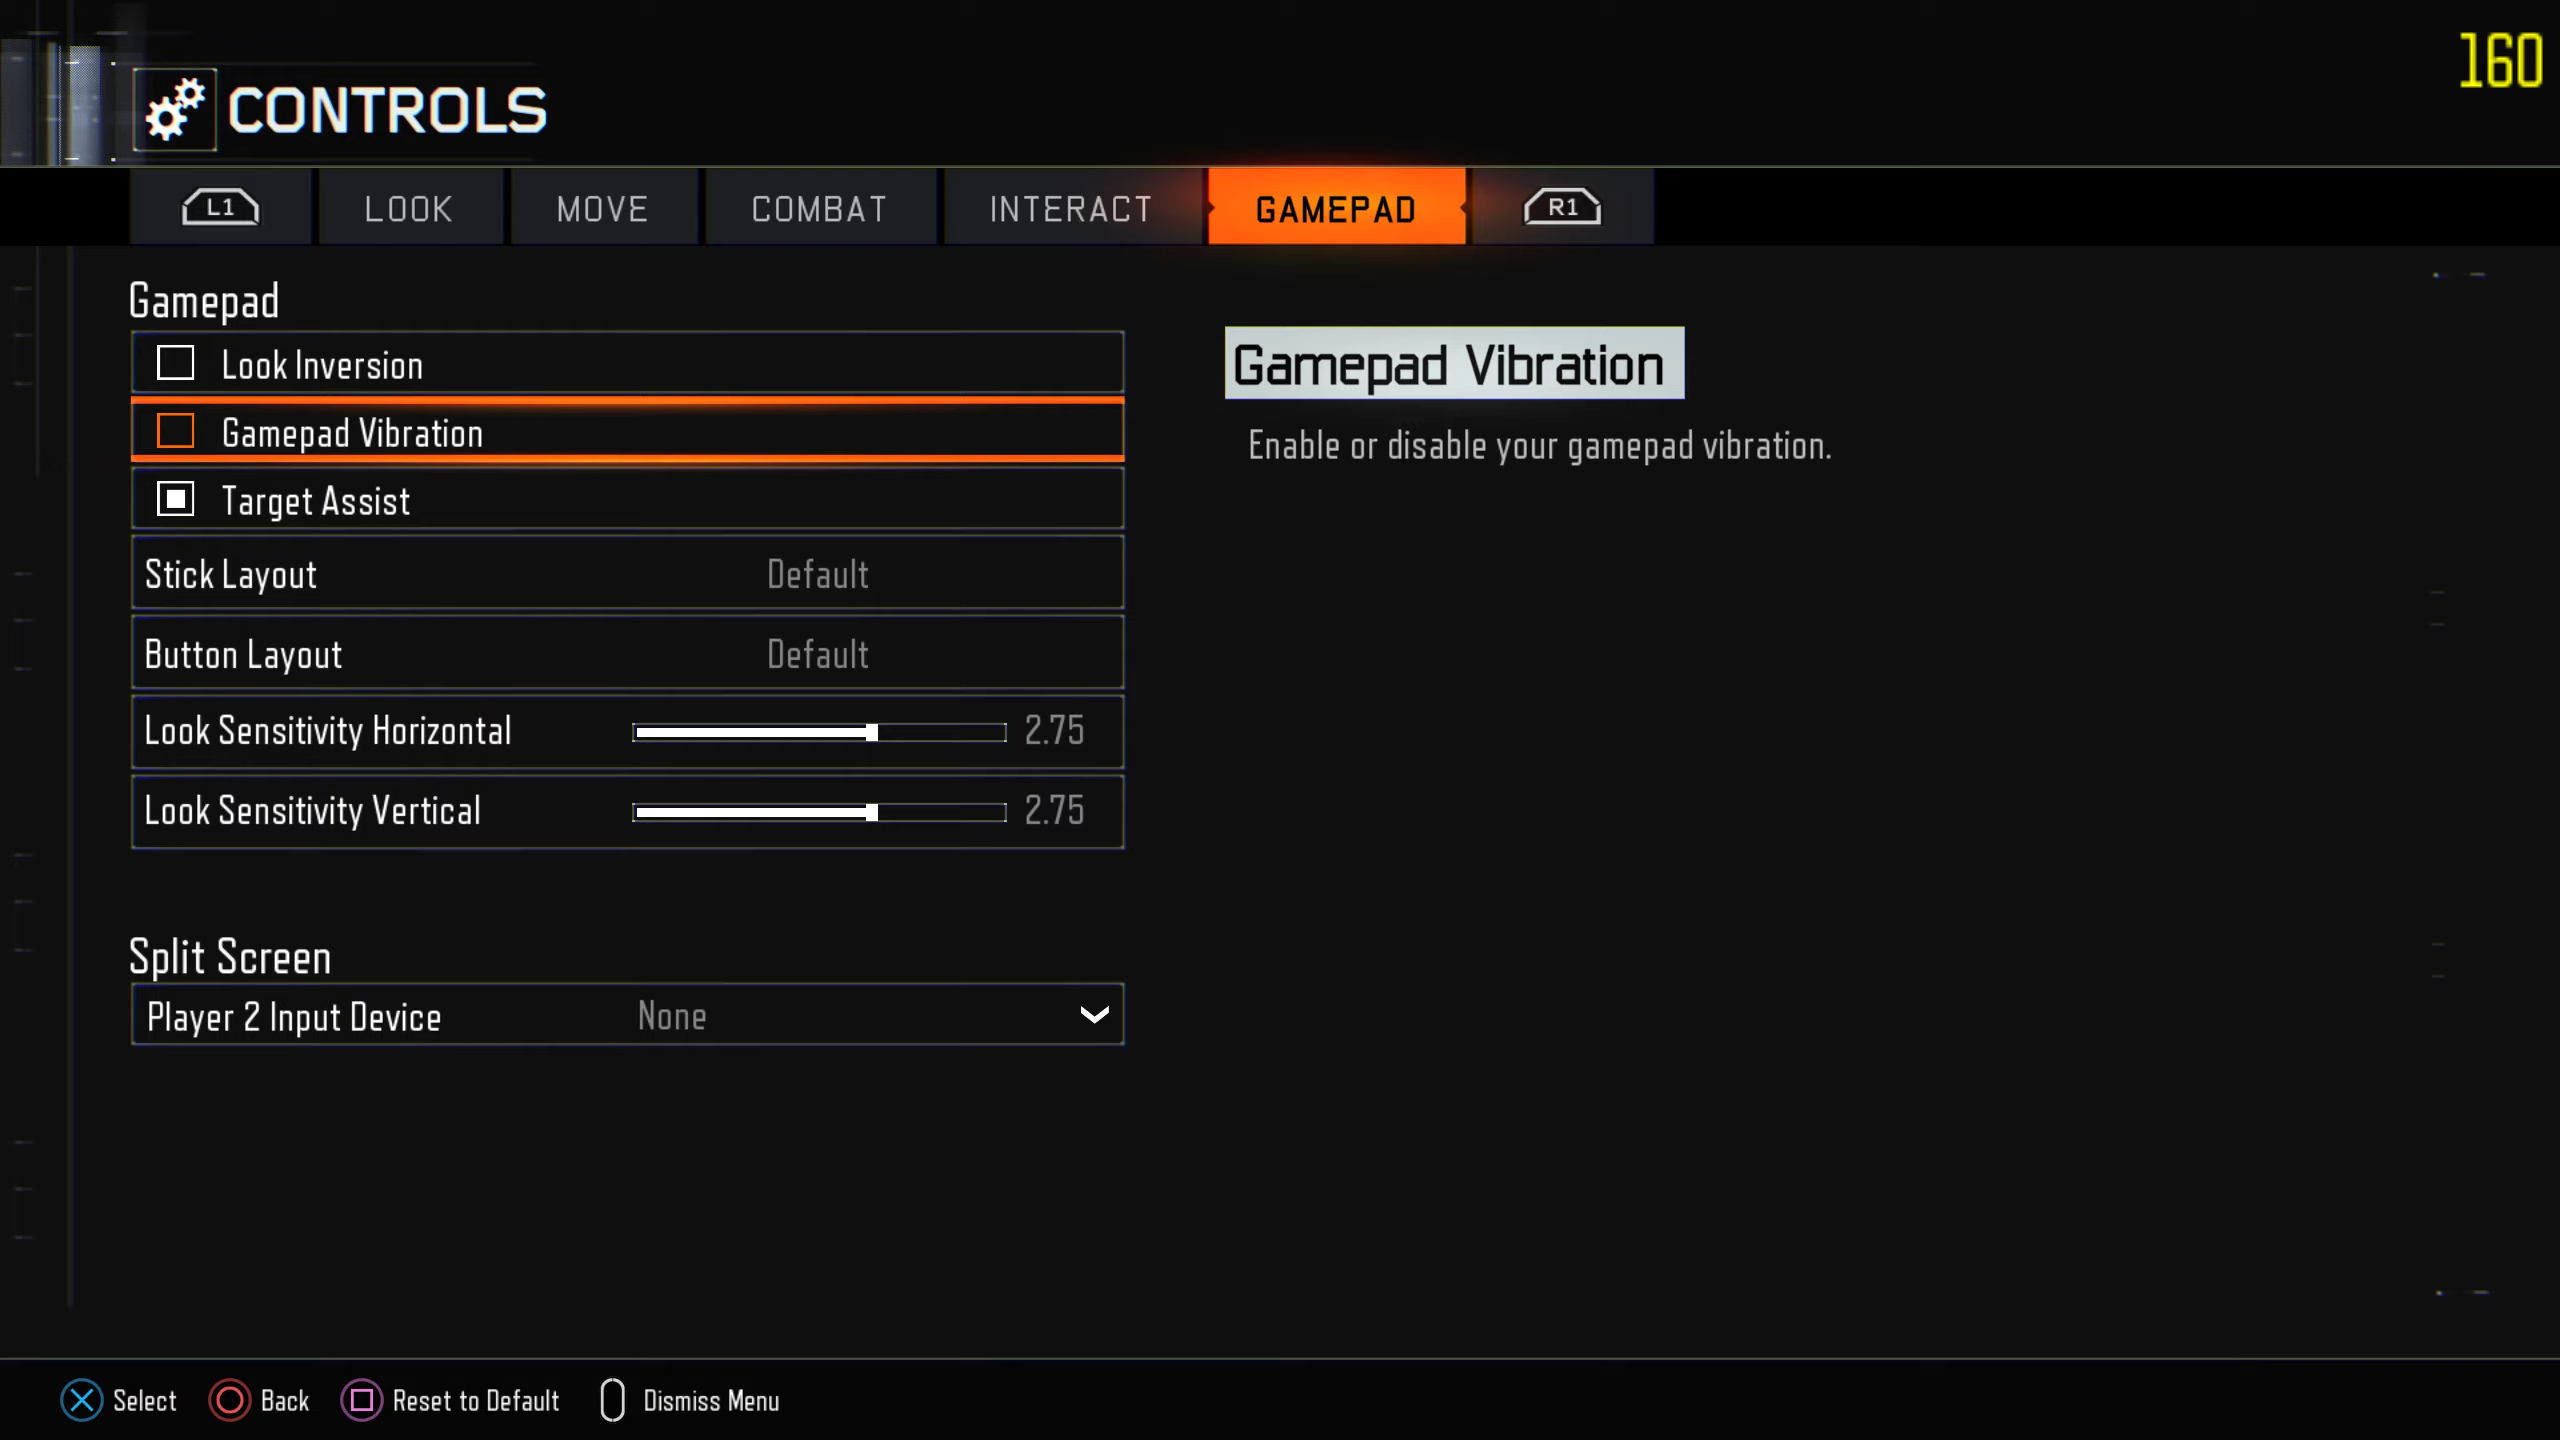 160
CONTROLS
L1 LOOK MOVE COMBAT INTERACT GAMEPAD R1
Gamepad
Look Inversion
Gamepad Vibration
Target Assist
Stick Layout Default
Button Layout Default
Look Sensitivity Horizontal 2.75
Look Sensitivity Vertical 2.75
Split Screen
Player 2 Input Device None
Gamepad Vibration
Enable or disable your gamepad vibration.
Select Back Reset to Default Dismiss Menu